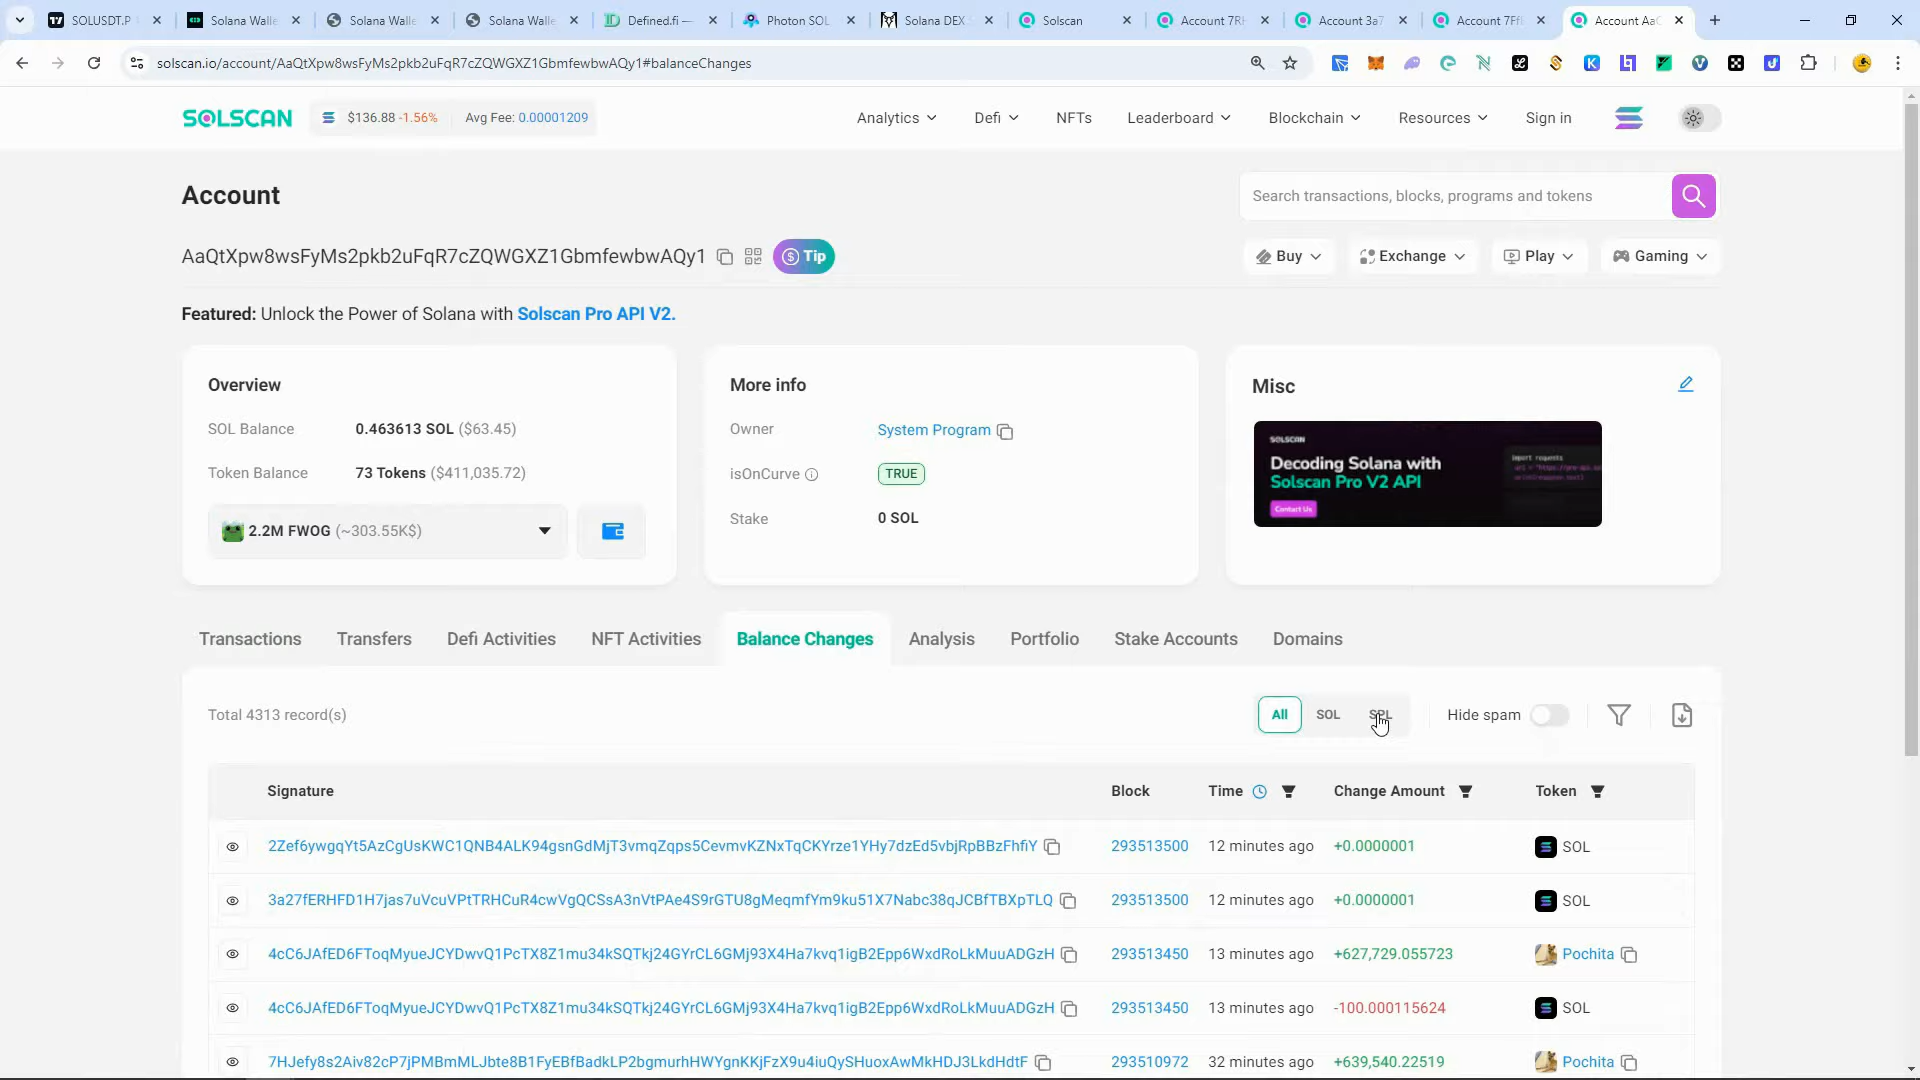 SOLUSDT.P
Solana Walle
Solana Walle
Solana Walle
Defined.fi —
Photon SOL
Solana DEX
Solscan
Account 7R
Account 3a7
Account 7Ff
Account Aa
solscan.io/account/AaQtXpw8wsFyMs2pkb2uFqR7cZQWGXZ1GbmfewbwAQy1#balanceChanges
SOLSCAN
$136.88 -1.56%
Avg Fee: 0.00001209
Analytics
Defi
NFTs
Leaderboard
Blockchain
Resources
Sign in
Account
Search transactions, blocks, programs and tokens
AaQtXpw8wsFyMs2pkb2uFqR7cZQWGXZ1GbmfewbwAQy1
Tip
Buy
Exchange
Play
Gaming
Featured: Unlock the Power of Solana with Solscan Pro API V2.
Overview
SOL Balance 0.463613 SOL ($63.45)
Token Balance 73 Tokens ($411,035.72)
2.2M FWOG (~303.55K$)
More info
Owner System Program
isOnCurve TRUE
Stake 0 SOL
Misc
SOLSCAN
Decoding Solana with
Solscan Pro V2 API
Contact Us
Transactions
Transfers
Defi Activities
NFT Activities
Balance Changes
Analysis
Portfolio
Stake Accounts
Domains
Total 4313 record(s)
All
SOL
SPL
Hide spam
Signature Block Time Change Amount Token
2Zef6ywgqYt5AzCgUsKWC1QNB4ALK94gsnGdMjT3vmqZqps5CevmvKZNxTqCKYrze1YHy7dzEd5vbjRpBBzFhfiY 293513500 12 minutes ago +0.0000001 SOL
3a27fERHFD1H7jas7uVcuVPtTRHCuR4cwVgQCSsA3nVtPAe4S9rGTU8gMeqmfYm9ku51X7Nabc38qJCBfTBXpTLQ 293513500 12 minutes ago +0.0000001 SOL
4cC6JAfED6FToqMyueJCYDwvQ1PcTX8Z1mu34kSQTkj24GYrCL6GMj93X4Ha7kvq1igB2Epp6WxdRoLkMuuADGzH 293513450 13 minutes ago +627,729.055723 Pochita
4cC6JAfED6FToqMyueJCYDwvQ1PcTX8Z1mu34kSQTkj24GYrCL6GMj93X4Ha7kvq1igB2Epp6WxdRoLkMuuADGzH 293513450 13 minutes ago -100.000115624 SOL
7HJefy8s2Aiv82cP7jPMBmMLJbte8B1FyEBfBadkLP2bgmurhHWYgnKKjFzX9u4iuQySHuoxAwMkHDJ3LkdHdtF 293510972 32 minutes ago +639,540.22519 Pochita